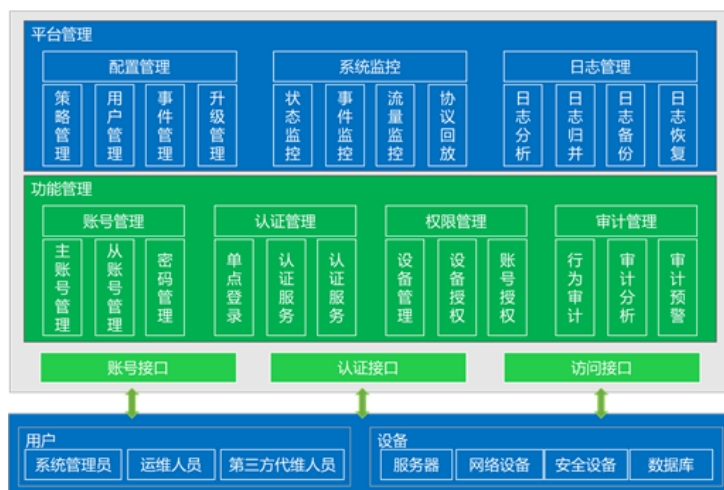 平台管理
配置管理
系统监控
日志管理
策略管理
用户管理
事件管理
升级管理
状态监控
事件监控
流量监控
协议回放
日志分析
日志归并
日志备份
日志恢复
功能管理
账号管理
认证管理
权限管理
审计管理
主账号管理
从账号管理
密码管理
单点登录
认证服务
认证服务
设备管理
设备授权
账号授权
行为审计
审计分析
审计预警
账号接口
认证接口
访问接口
用户
设备
系统管理员
运维人员
第三方代维人员
服务器
网络设备
安全设备
数据库